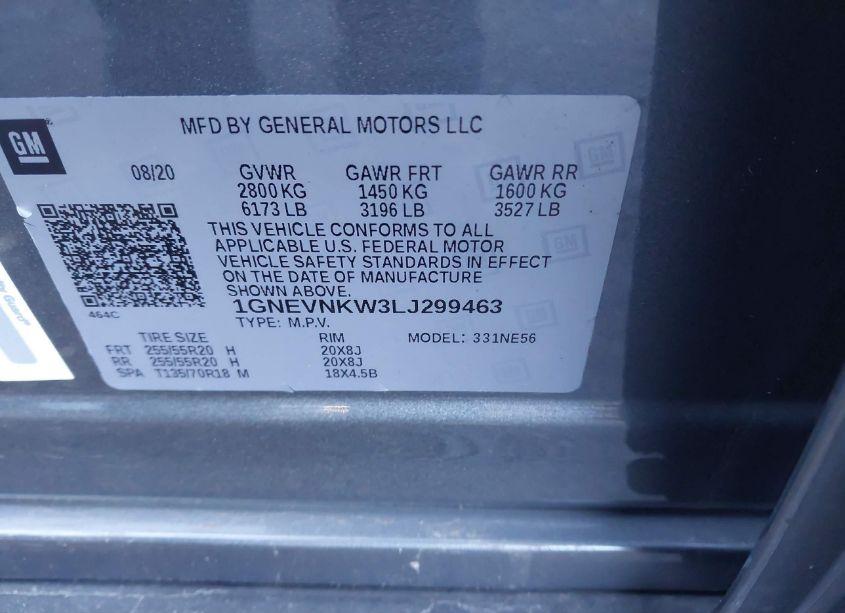 GM
MFD BY GENERAL MOTORS LLC
08/20 GVWR GAWR FRT GAWR RR
2800 KG 1450 KG 1600 KG
6173 LB 3196 LB 3527 LB
THIS VEHICLE CONFORMS TO ALL
APPLICABLE U.S. FEDERAL MOTOR
VEHICLE SAFETY STANDARDS IN EFFECT
ON THE DATE OF MANUFACTURE
SHOWN ABOVE.
464C
1GNEVNKW3LJ299463
TYPE: M.P.V.
TIRE SIZE RIM MODEL: 331NE56
FRT 255/55R20 H 20X8J
RR 255/55R20 H 20X8J
SPA T135/70R18 M 18X4.5B
Guard